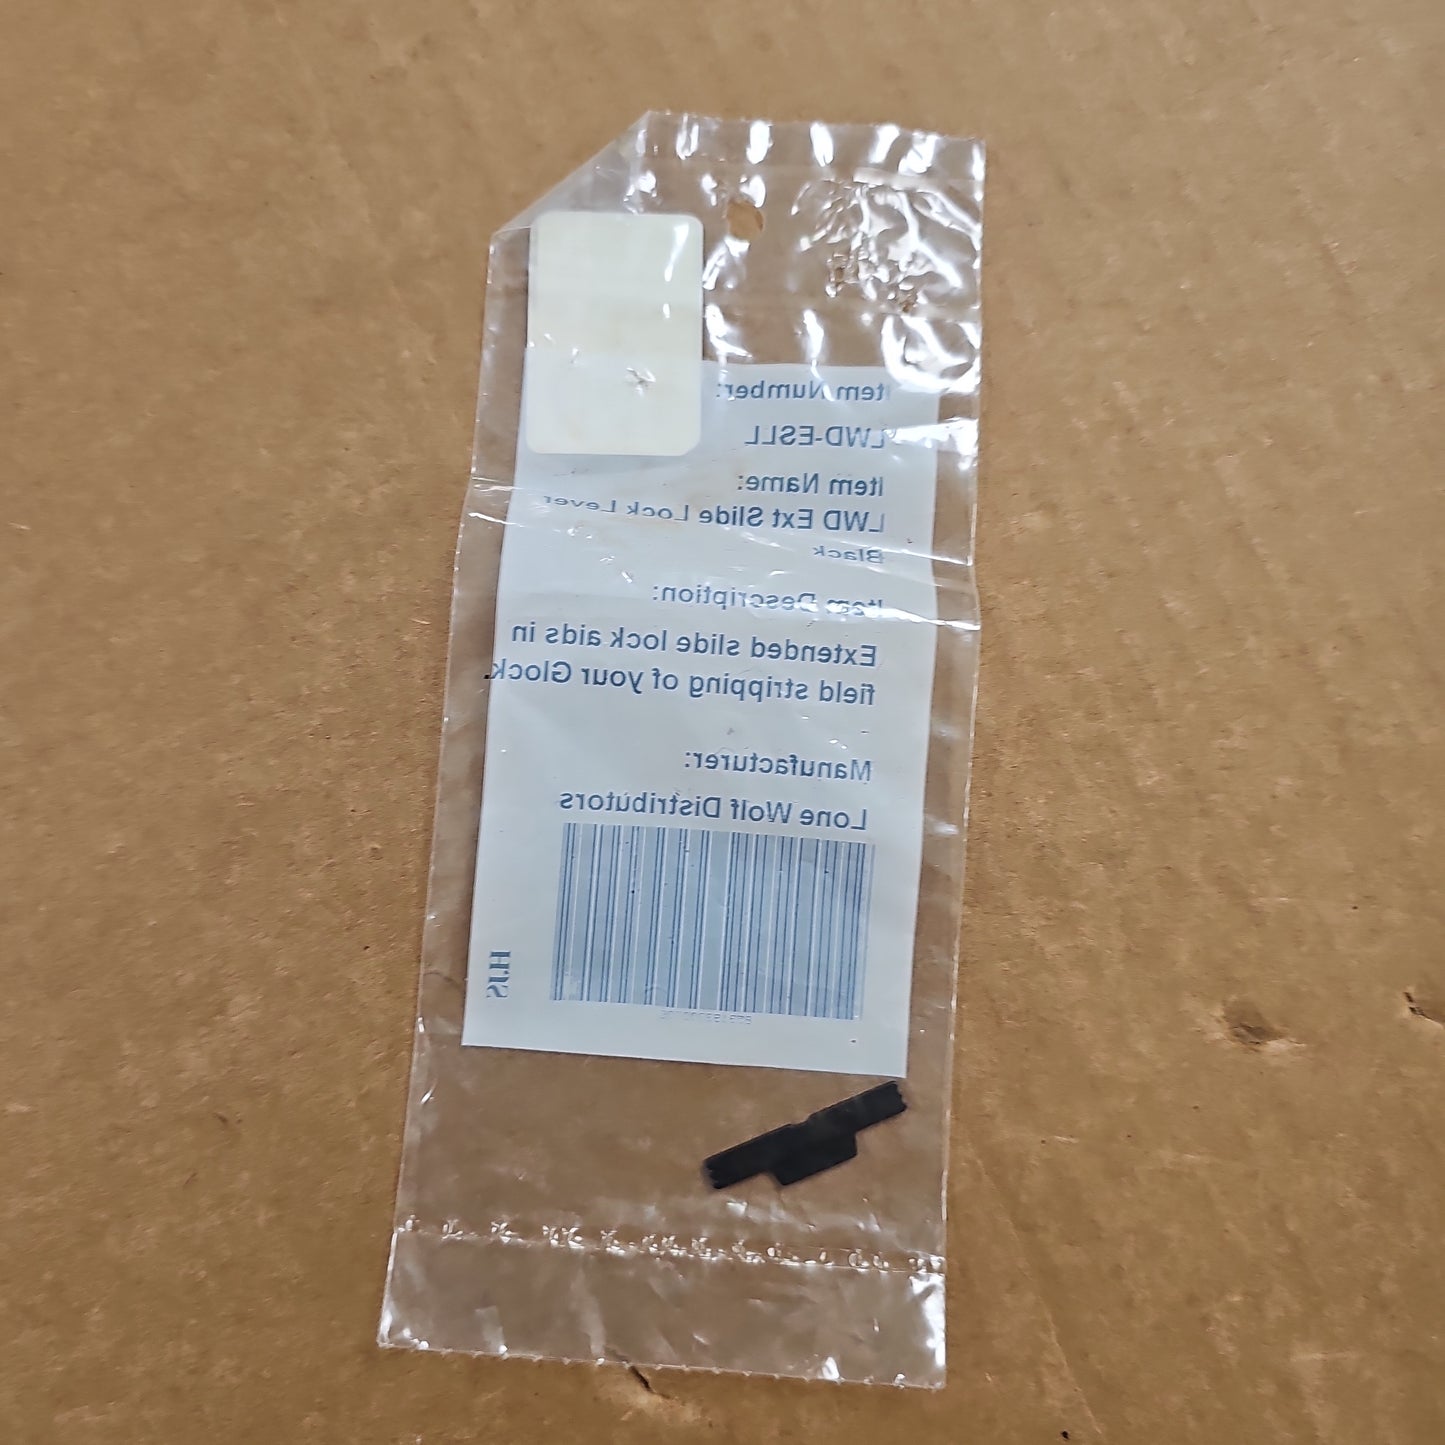 Item Number:
LWD-ESLL
Item Name:
LWD Ext Slide Lock Lever
Black
Item Description:
Extended slide lock aids in
field stripping of your Glock.
Manufacturer:
Lone Wolf Distributors
HJS